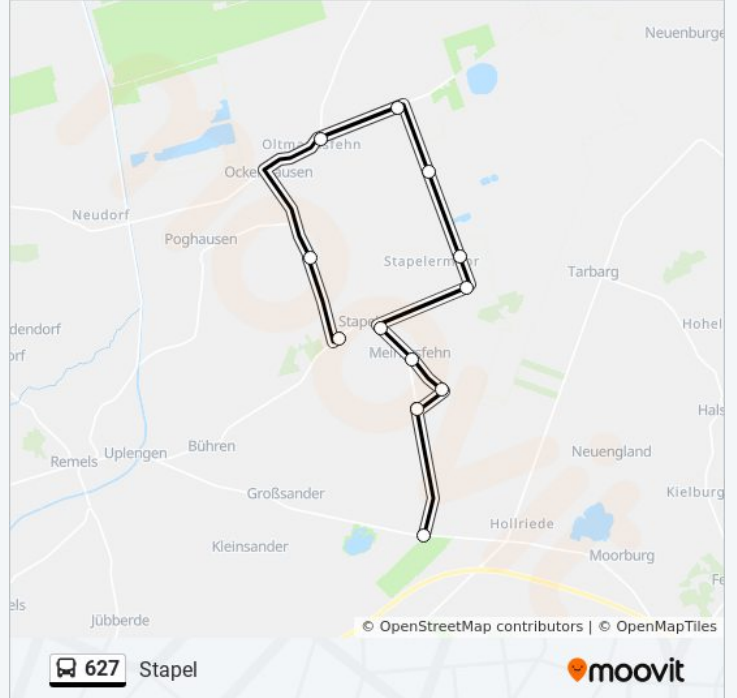 Neuenburge
Oltmannsfehn
Ockenhausen
Neudorf
Poghausen
Stapelermoor
Tarbarg
Stapel
Hohel
dendorf
orf
Meinersfehn
Hals
Bühren
Uplengen
Remels
Neuengland
Großsander
Kielburg
Hollriede
Kleinsander
Moorburg
Fe
els
Jübberde
© OpenStreetMap contributors | © OpenMapTiles
627 Stapel
moovit